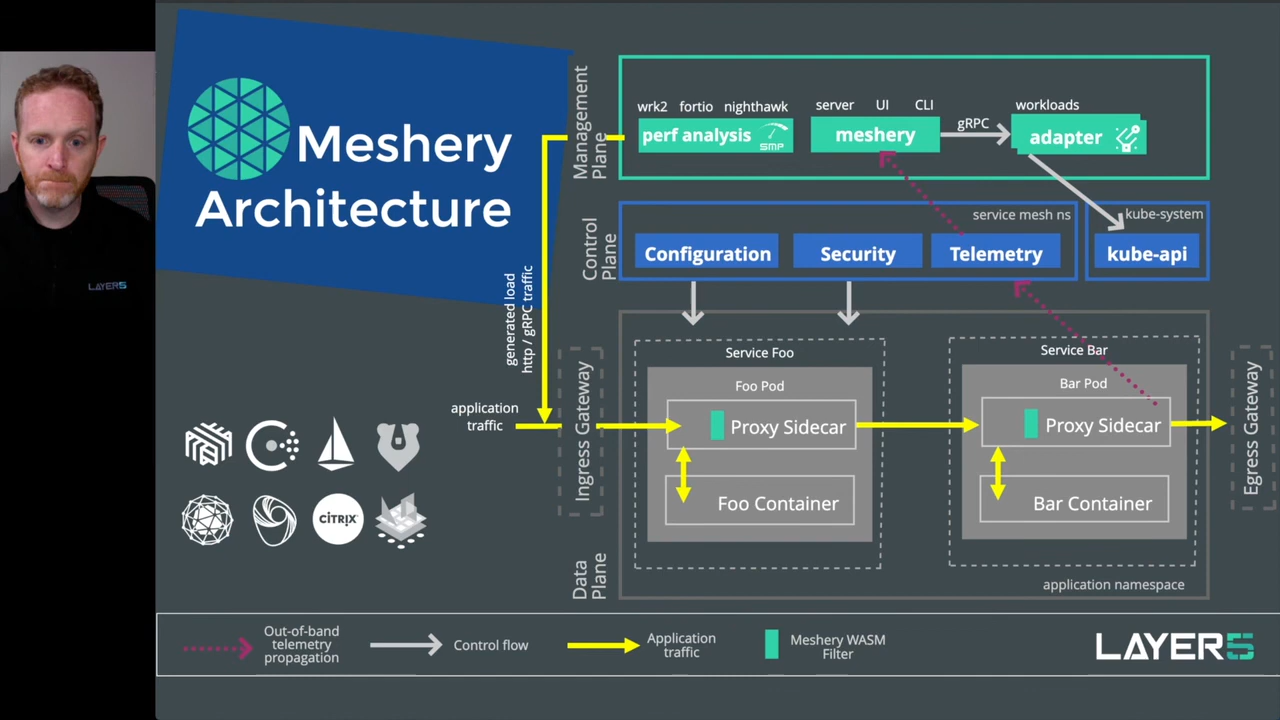 Meshery
Architecture
LAYER5
Management
Plane
wrk2 fortio nighthawk
perf analysis
SMP
server UI CLI
meshery
gRPC
workloads
adapter
Control
Plane
service mesh ns
Configuration
Security
Telemetry
kube-system
kube-api
generated load
http / gRPC traffic
application
traffic
Ingress Gateway
Service Foo
Foo Pod
Proxy Sidecar
Foo Container
Service Bar
Bar Pod
Proxy Sidecar
Bar Container
Egress Gateway
Data
Plane
application namespace
CITRIX
Out-of-band
telemetry
propagation
Control flow
Application
traffic
Meshery WASM
Filter
LAYER5